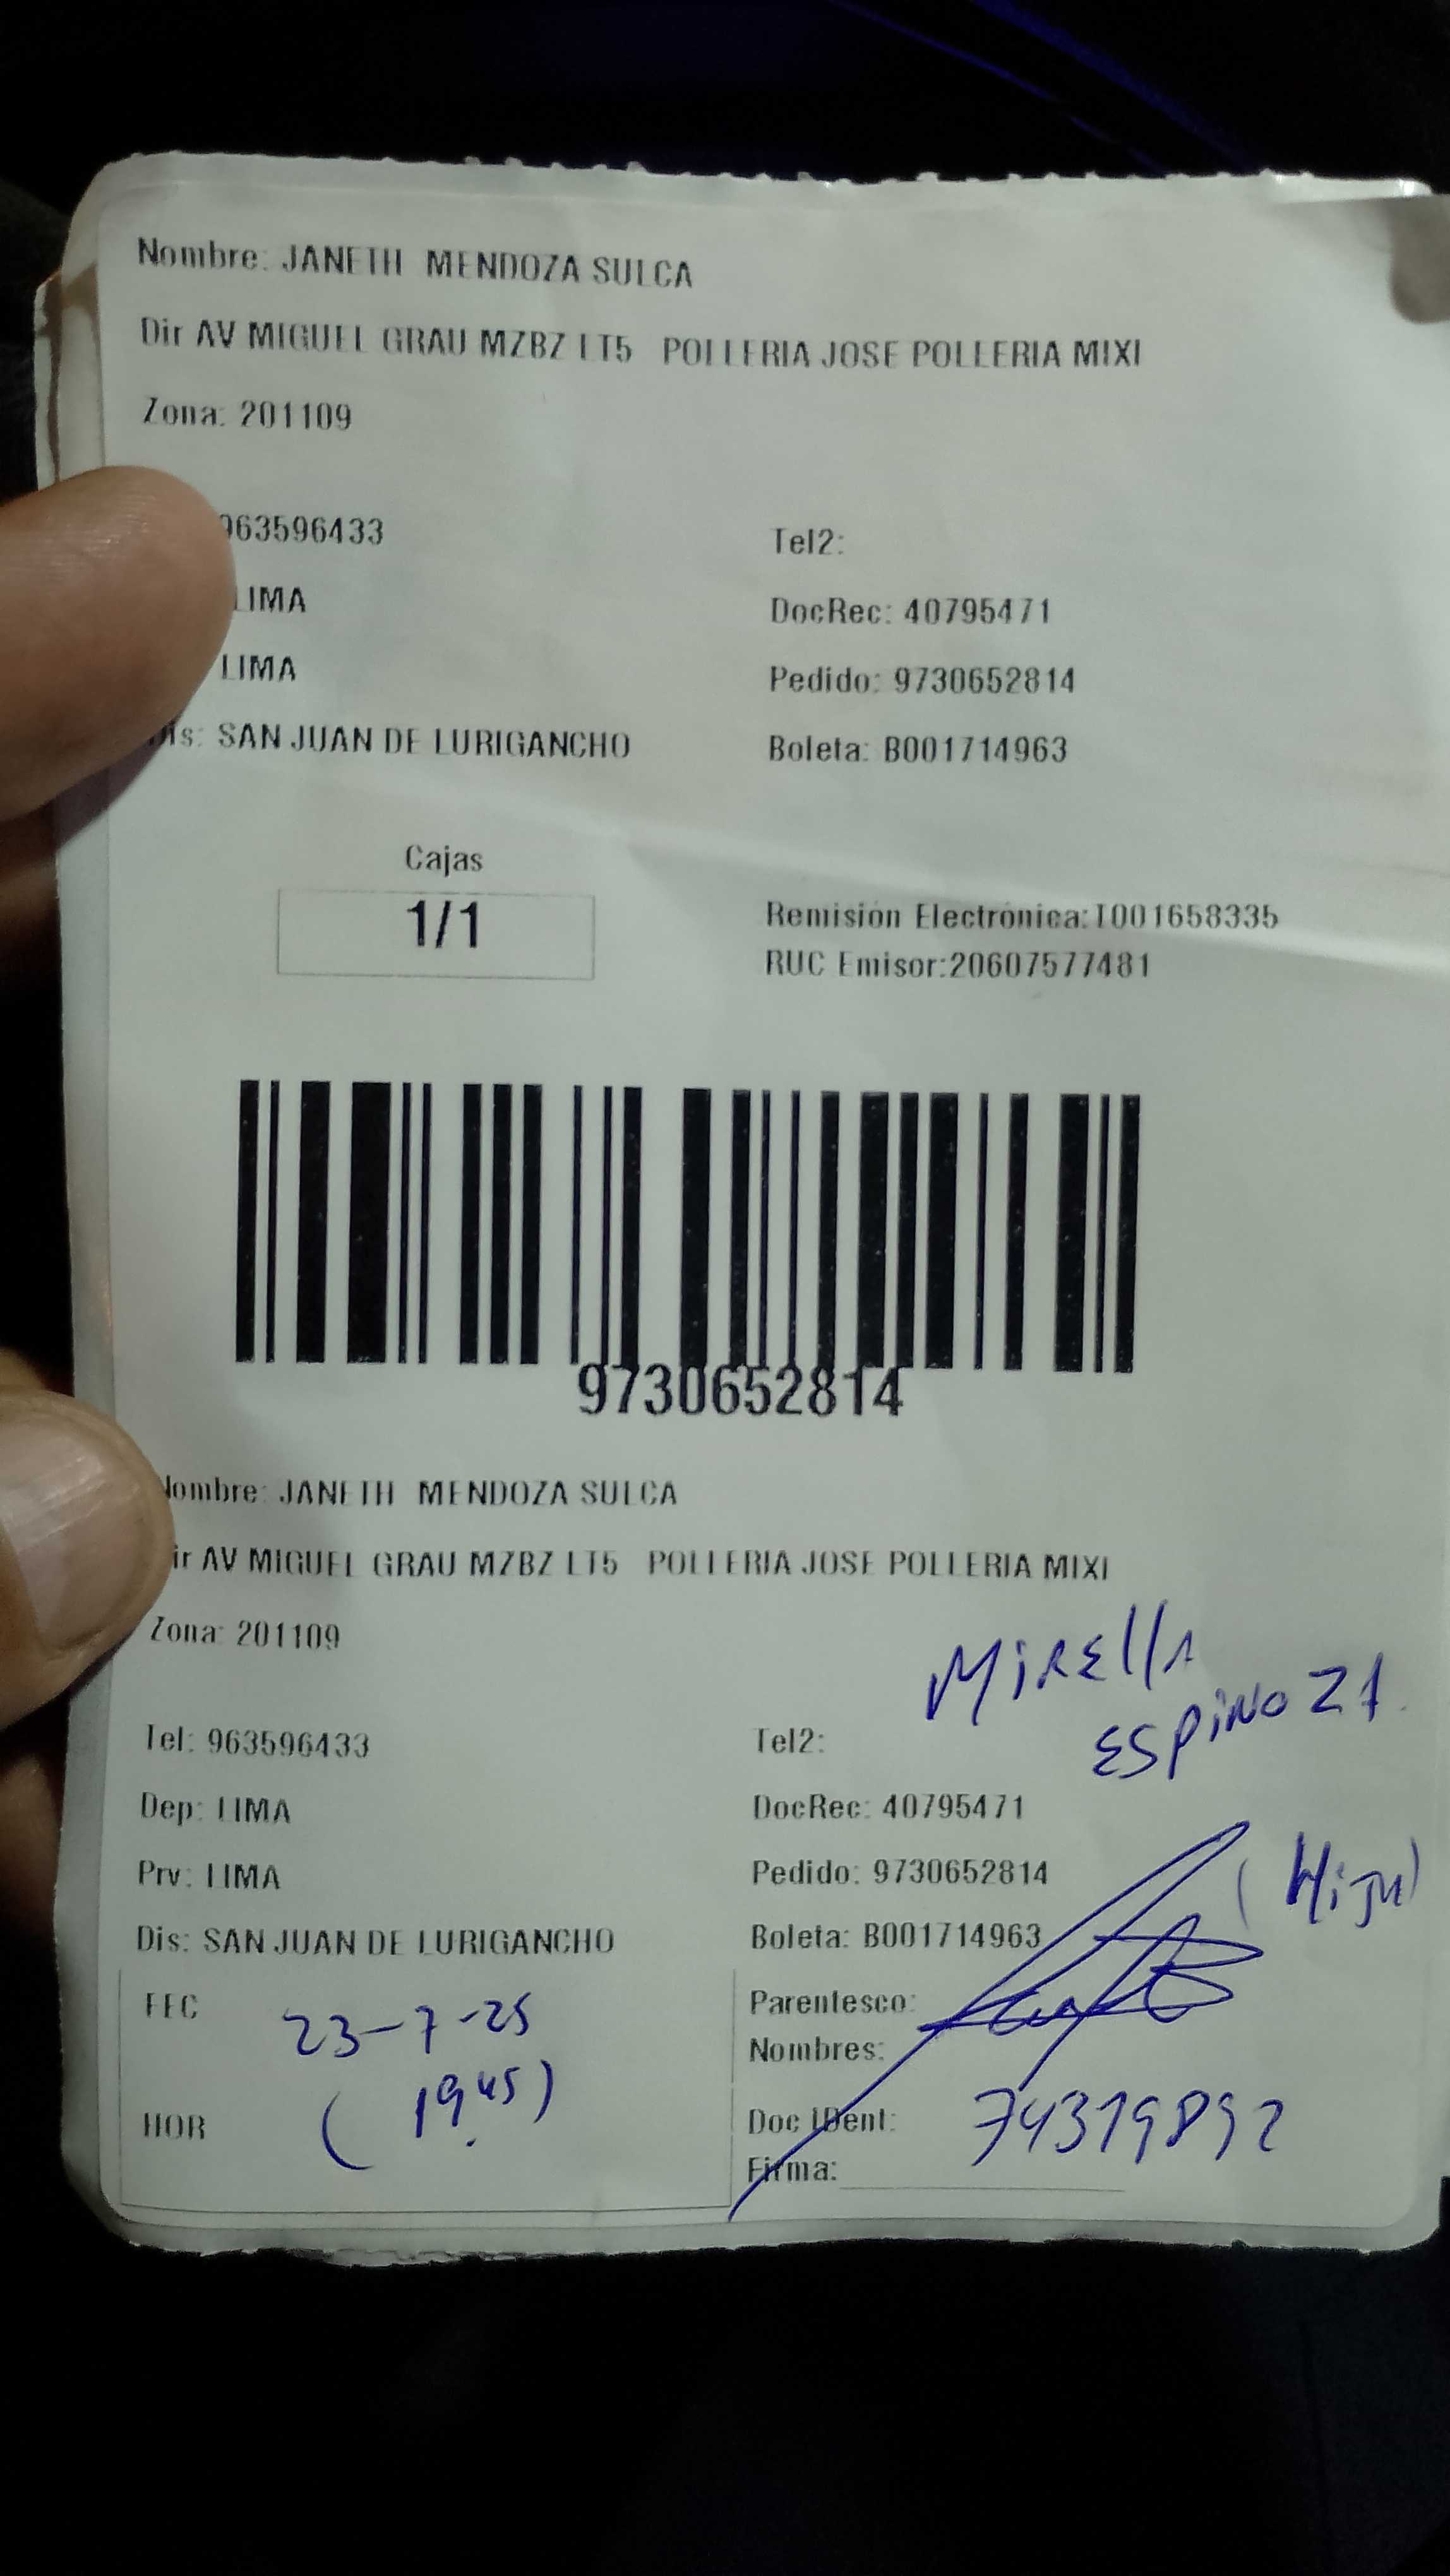 Nombre: JANETH MENDOZA SULCA
Dir AV MIGUEL GRAU MZBZ LT5 POLLERIA JOSE POLLERIA MIXI
Zona: 201109
963596433 Tel2:
LIMA DocRec: 40795471
LIMA Pedido: 9730652814
Dis: SAN JUAN DE LURIGANCHO Boleta: B001714963
Cajas
1/1
Remisión Electrónica:T001658335
RUC Emisor:20607577481
9730652814
Nombre: JANETH MENDOZA SULCA
Dir AV MIGUEL GRAU MZBZ LT5 POLLERIA JOSE POLLERIA MIXI
Zona: 201109
MIRELLA
ESPINOZA
Tel: 963596433 Tel2:
Dep: LIMA DocRec: 40795471
Prv: LIMA Pedido: 9730652814
(Hija)
Dis: SAN JUAN DE LURIGANCHO Boleta: B001714963
FEC 23-7-25 Parentesco:
Nombres:
HOR (19 45) Doc IDent: 74319892
Firma: